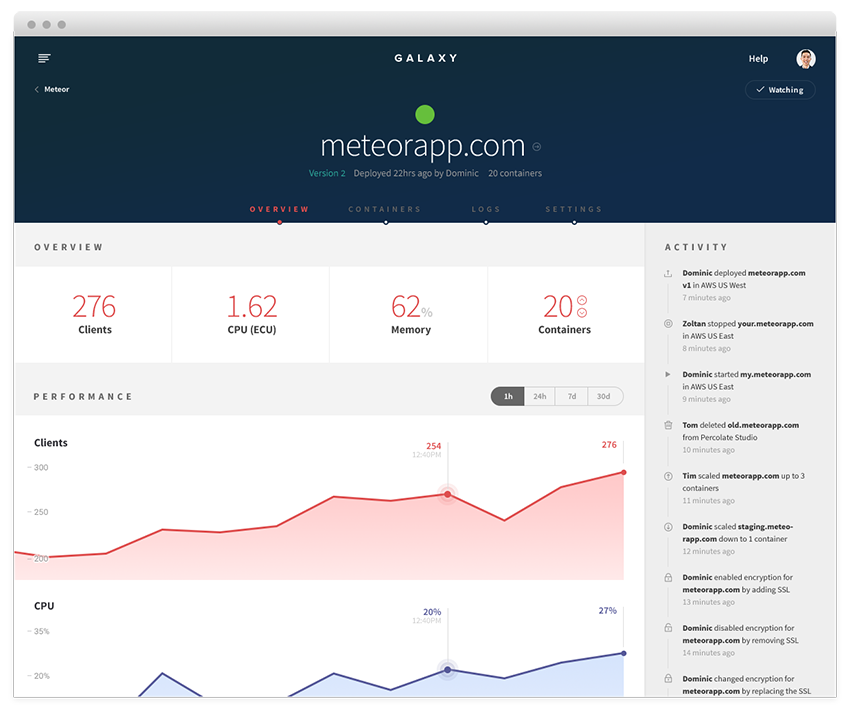 GALAXY
Help
Meteor
Watching
meteorapp.com
Version 2 Deployed 22hrs ago by Dominic 20 containers
OVERVIEW CONTAINERS LOGS SETTINGS
OVERVIEW
276
Clients
1.62
CPU (ECU)
62%
Memory
20
Containers
PERFORMANCE
1h 24h 7d 30d
Clients
254
12:40PM
276
300
250
200
CPU
20%
12:40PM
27%
35%
20%
ACTIVITY
Dominic deployed meteorapp.com
v1 in AWS US West
7 minutes ago
Zoltan stopped your.meteorapp.com
in AWS US East
8 minutes ago
Dominic started my.meteorapp.com
in AWS US East
9 minutes ago
Tom deleted old.meteorapp.com
from Percolate Studio
10 minutes ago
Tim scaled meteorapp.com up to 3
containers
11 minutes ago
Dominic scaled staging.meteo-
rapp.com down to 1 container
12 minutes ago
Dominic enabled encryption for
meteorapp.com by adding SSL
13 minutes ago
Dominic disabled encryption for
meteorapp.com by removing SSL
14 minutes ago
Dominic changed encryption for
meteorapp.com by replacing the SSL